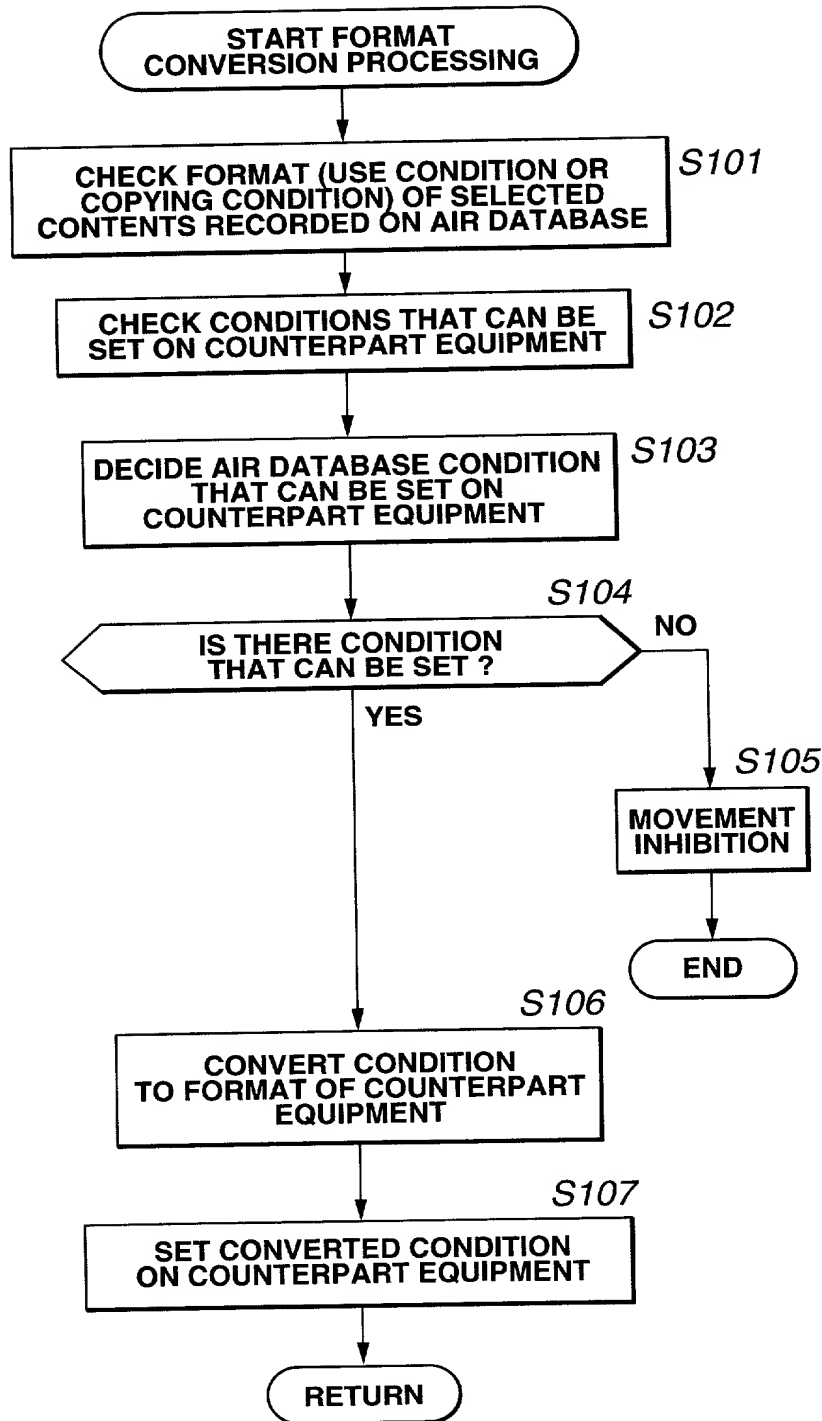 START FORMAT
CONVERSION PROCESSING
S101
CHECK FORMAT (USE CONDITION OR
COPYING CONDITION) OF SELECTED
CONTENTS RECORDED ON AIR DATABASE
S102
CHECK CONDITIONS THAT CAN BE
SET ON COUNTERPART EQUIPMENT
S103
DECIDE AIR DATABASE CONDITION
THAT CAN BE SET ON
COUNTERPART EQUIPMENT
S104
IS THERE CONDITION
THAT CAN BE SET ?
NO
YES
S105
MOVEMENT
INHIBITION
END
S106
CONVERT CONDITION
TO FORMAT OF COUNTERPART
EQUIPMENT
S107
SET CONVERTED CONDITION
ON COUNTERPART EQUIPMENT
RETURN